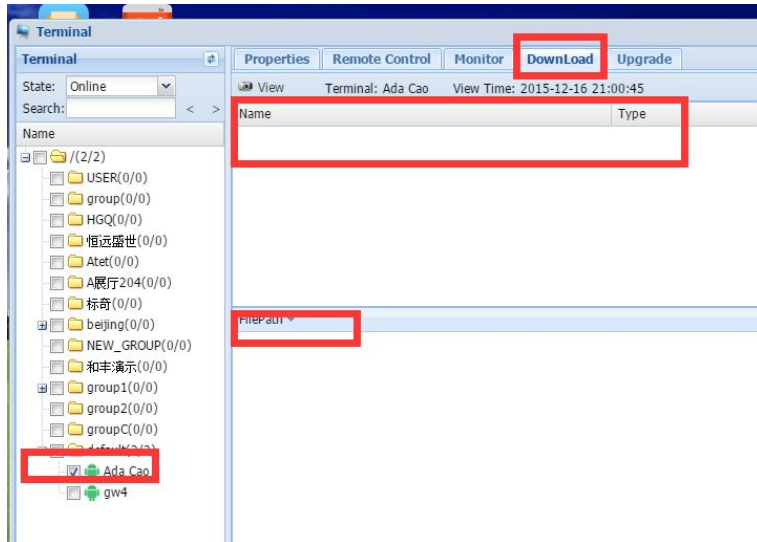 Terminal
Terminal
Properties Remote Control Monitor DownLoad Upgrade
State: Online
View Terminal: Ada Cao View Time: 2015-12-16 21:00:45
Search: < >
Name Type
Name
/(2/2)
USER(0/0)
group(0/0)
HGQ(0/0)
恒远盛世(0/0)
Atet(0/0)
A展厅204(0/0)
标奇(0/0)
beijing(0/0)
FilePath
NEW_GROUP(0/0)
和丰演示(0/0)
group1(0/0)
group2(0/0)
groupC(0/0)
default(2/2)
Ada Cao
gw4